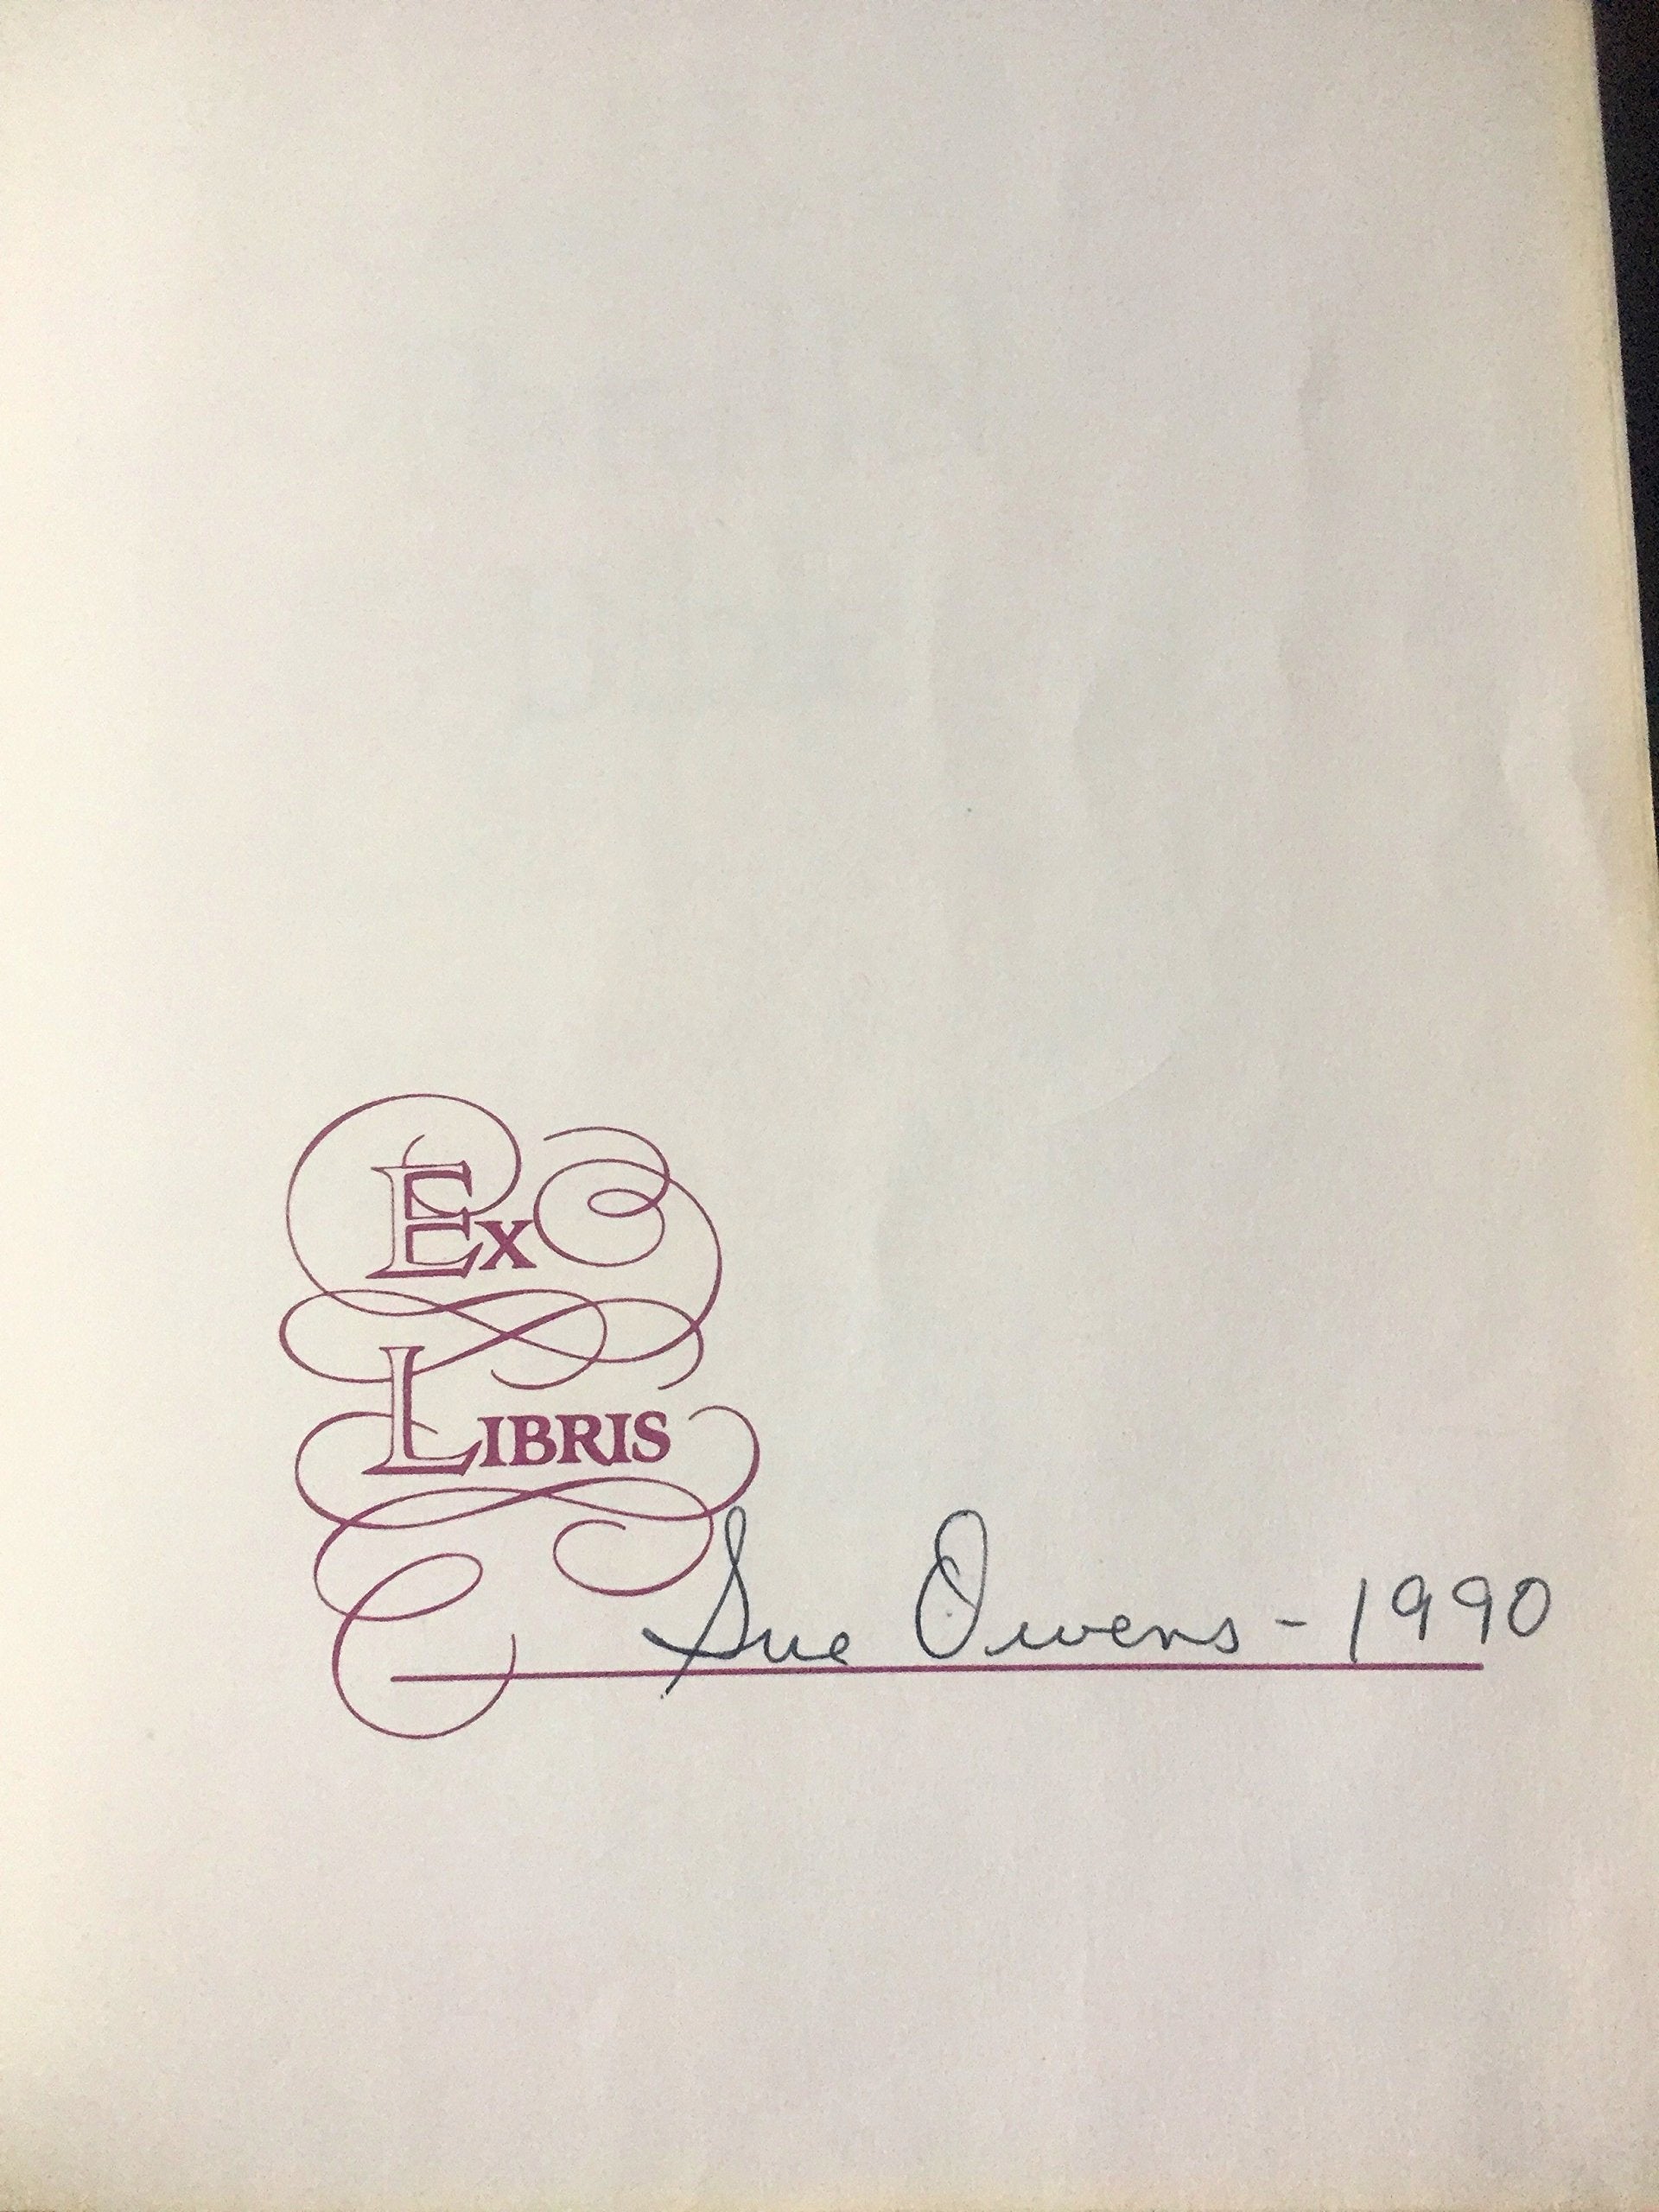 Ex
Libris
Sue Owens - 1990